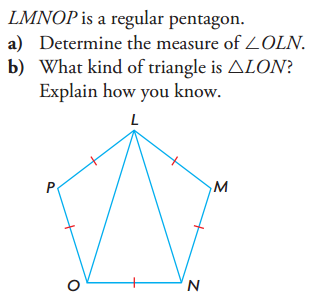 LMNOP is a regular pentagon.
a) Determine the measure of ∠OLN.
b) What kind of triangle is △LON?
Explain how you know.
L
P
M
O
N